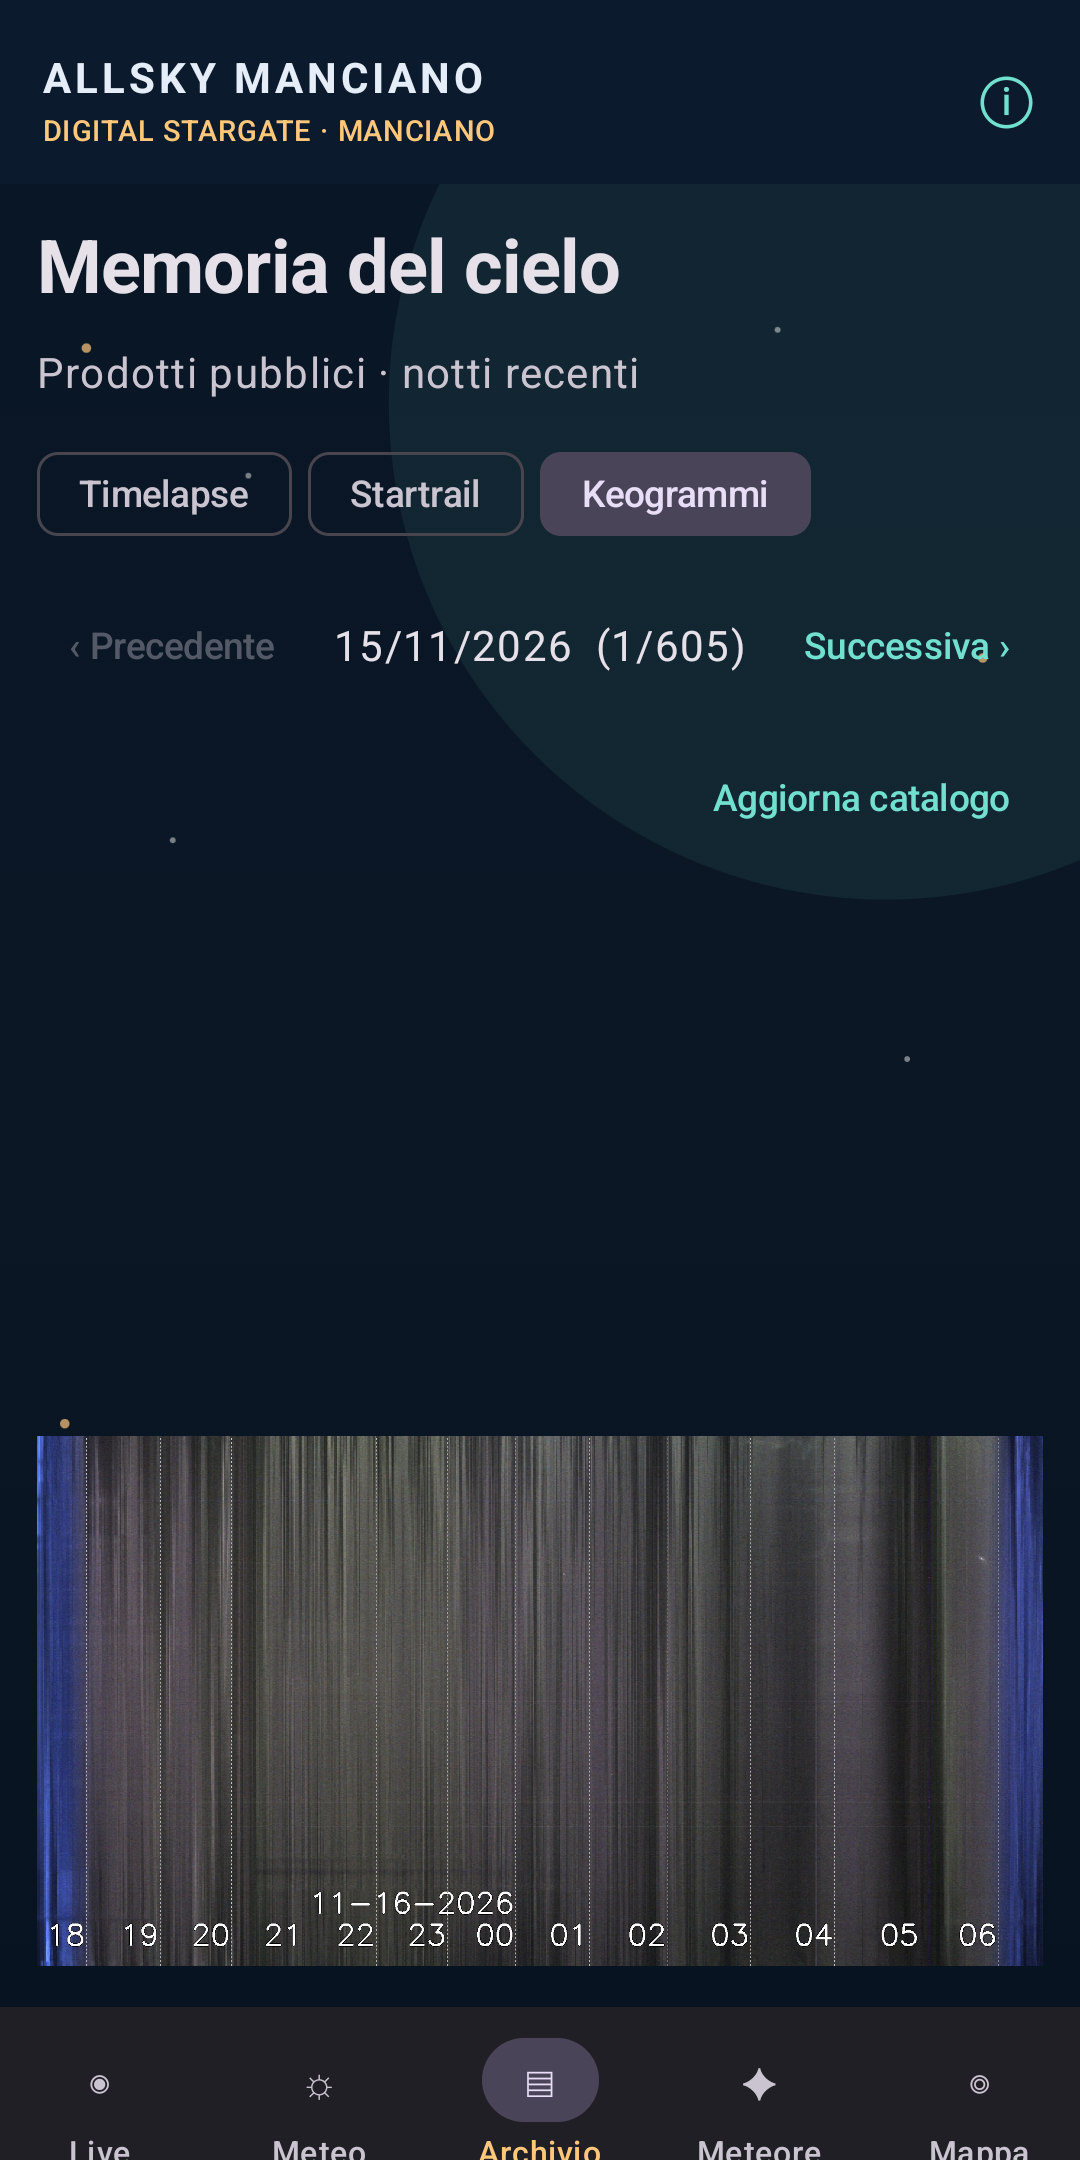 ALLSKY MANCIANO
DIGITAL STARGATE · MANCIANO
i
Memoria del cielo
Prodotti pubblici · notti recenti
Timelapse Startrail Keogrammi
‹ Precedente 15/11/2026 (1/605) Successiva ›
Aggiorna catalogo
11-16-2026
18 19 20 21 22 23 00 01 02 03 04 05 06
Live Meteo Archivio Meteore Mappa